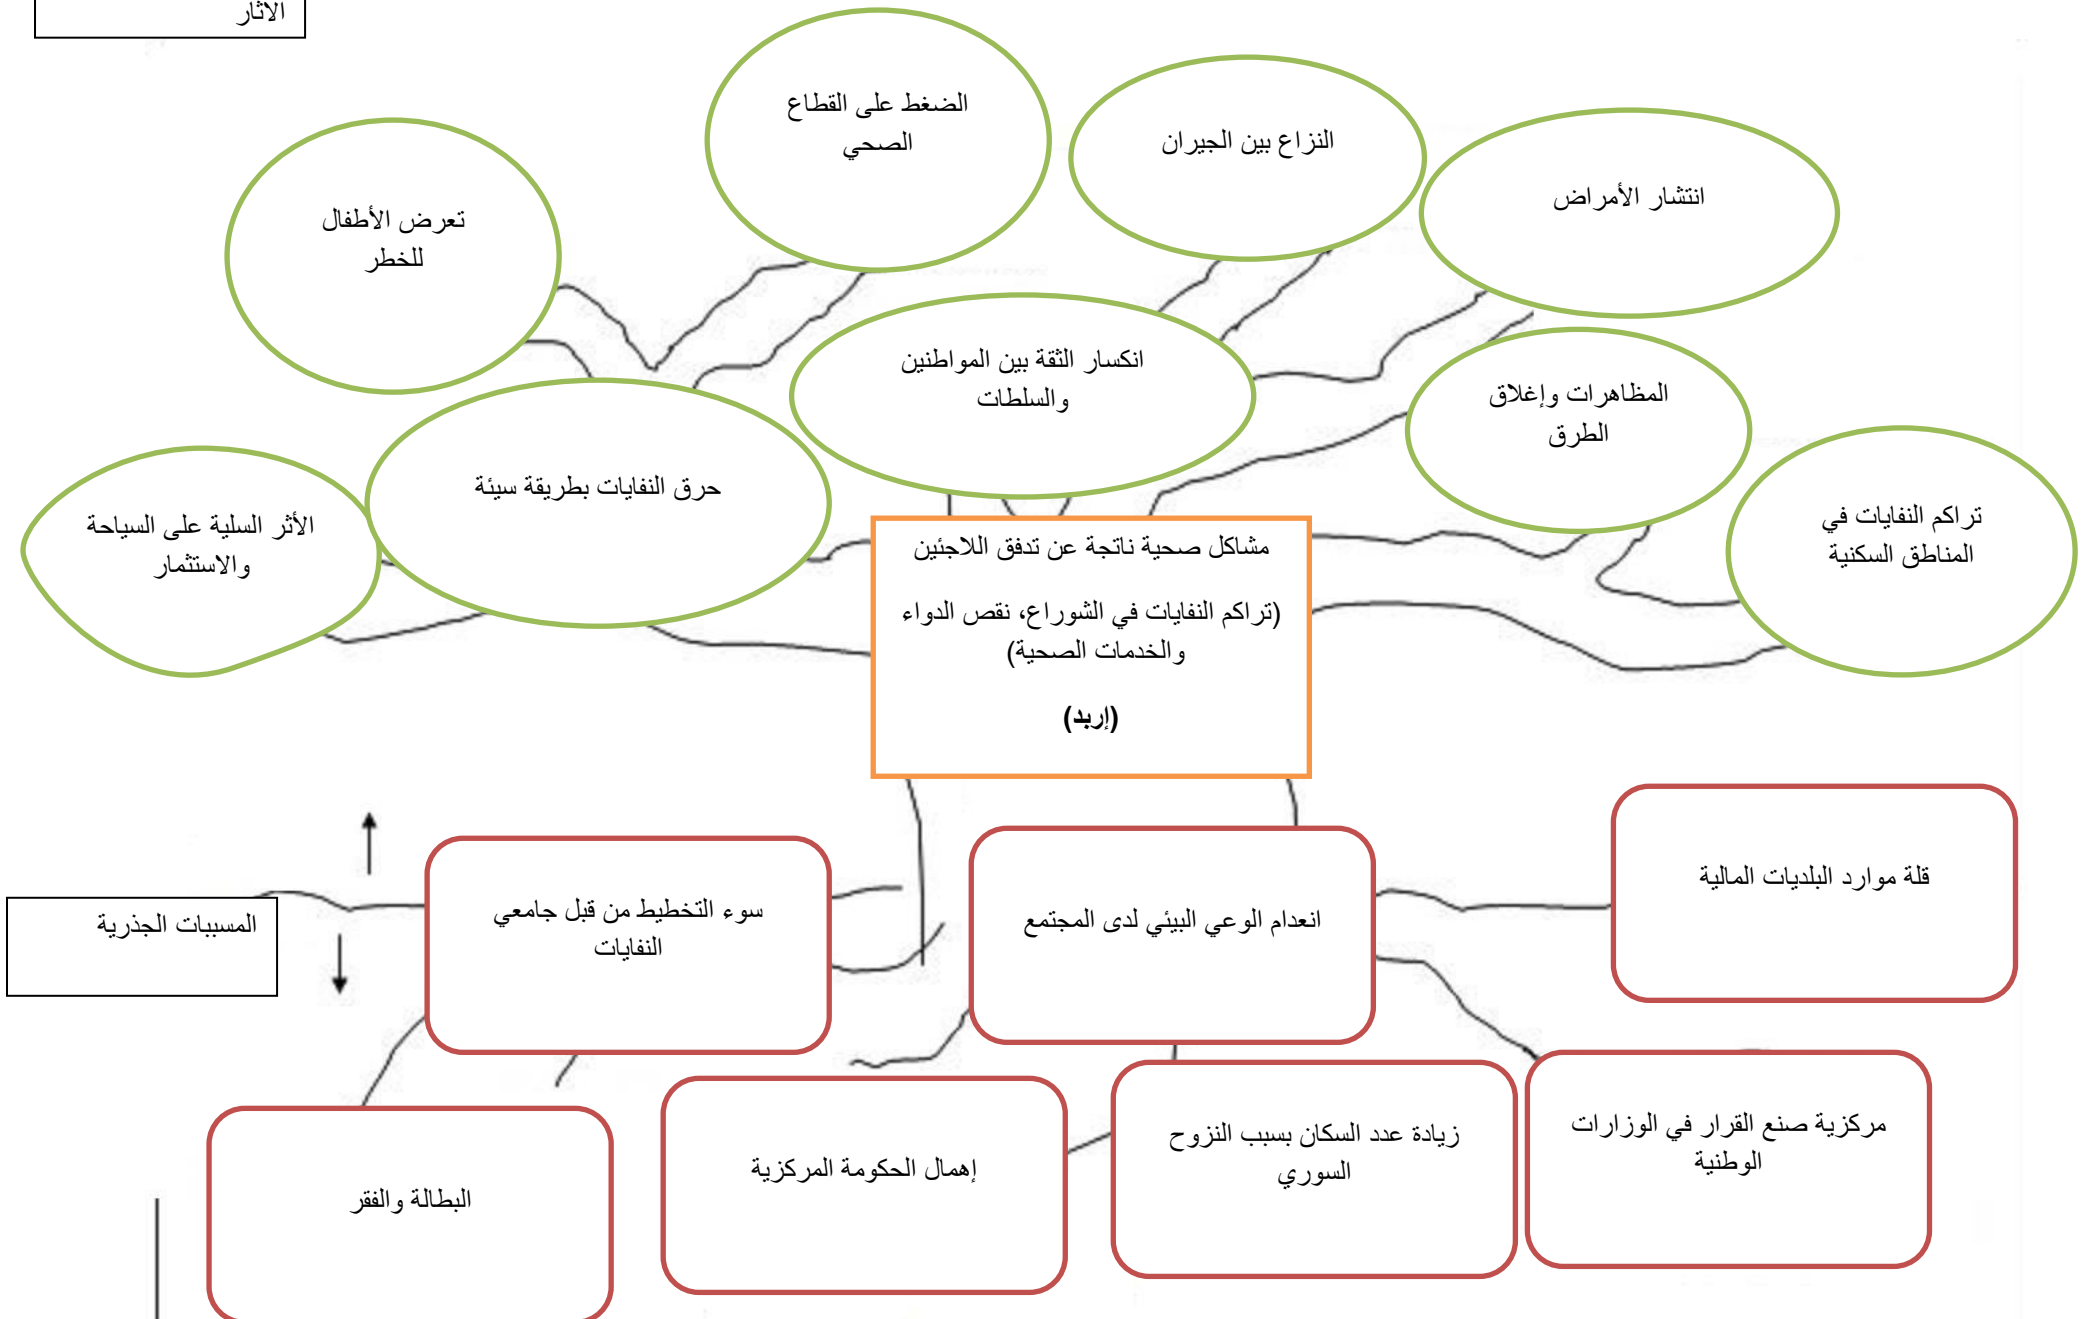 الآثار
الضغط على القطاع
الصحي
النزاع بين الجيران
انتشار الأمراض
تعرض الأطفال
للخطر
انكسار الثقة بين المواطنين
والسلطات
المظاهرات وإغلاق
الطرق
حرق النفايات بطريقة سيئة
تراكم النفايات في
المناطق السكنية
الأثر السلية على السياحة
والاستثمار
مشاكل صحية ناتجة عن تدفق اللاجئين
(تراكم النفايات في الشوراع، نقص الدواء
والخدمات الصحية)
(إربد)
قلة موارد البلديات المالية
انعدام الوعي البيئي لدى المجتمع
سوء التخطيط من قبل جامعي
النفايات
المسببات الجذرية
مركزية صنع القرار في الوزارات
الوطنية
زيادة عدد السكان بسبب النزوح
السوري
إهمال الحكومة المركزية
البطالة والفقر